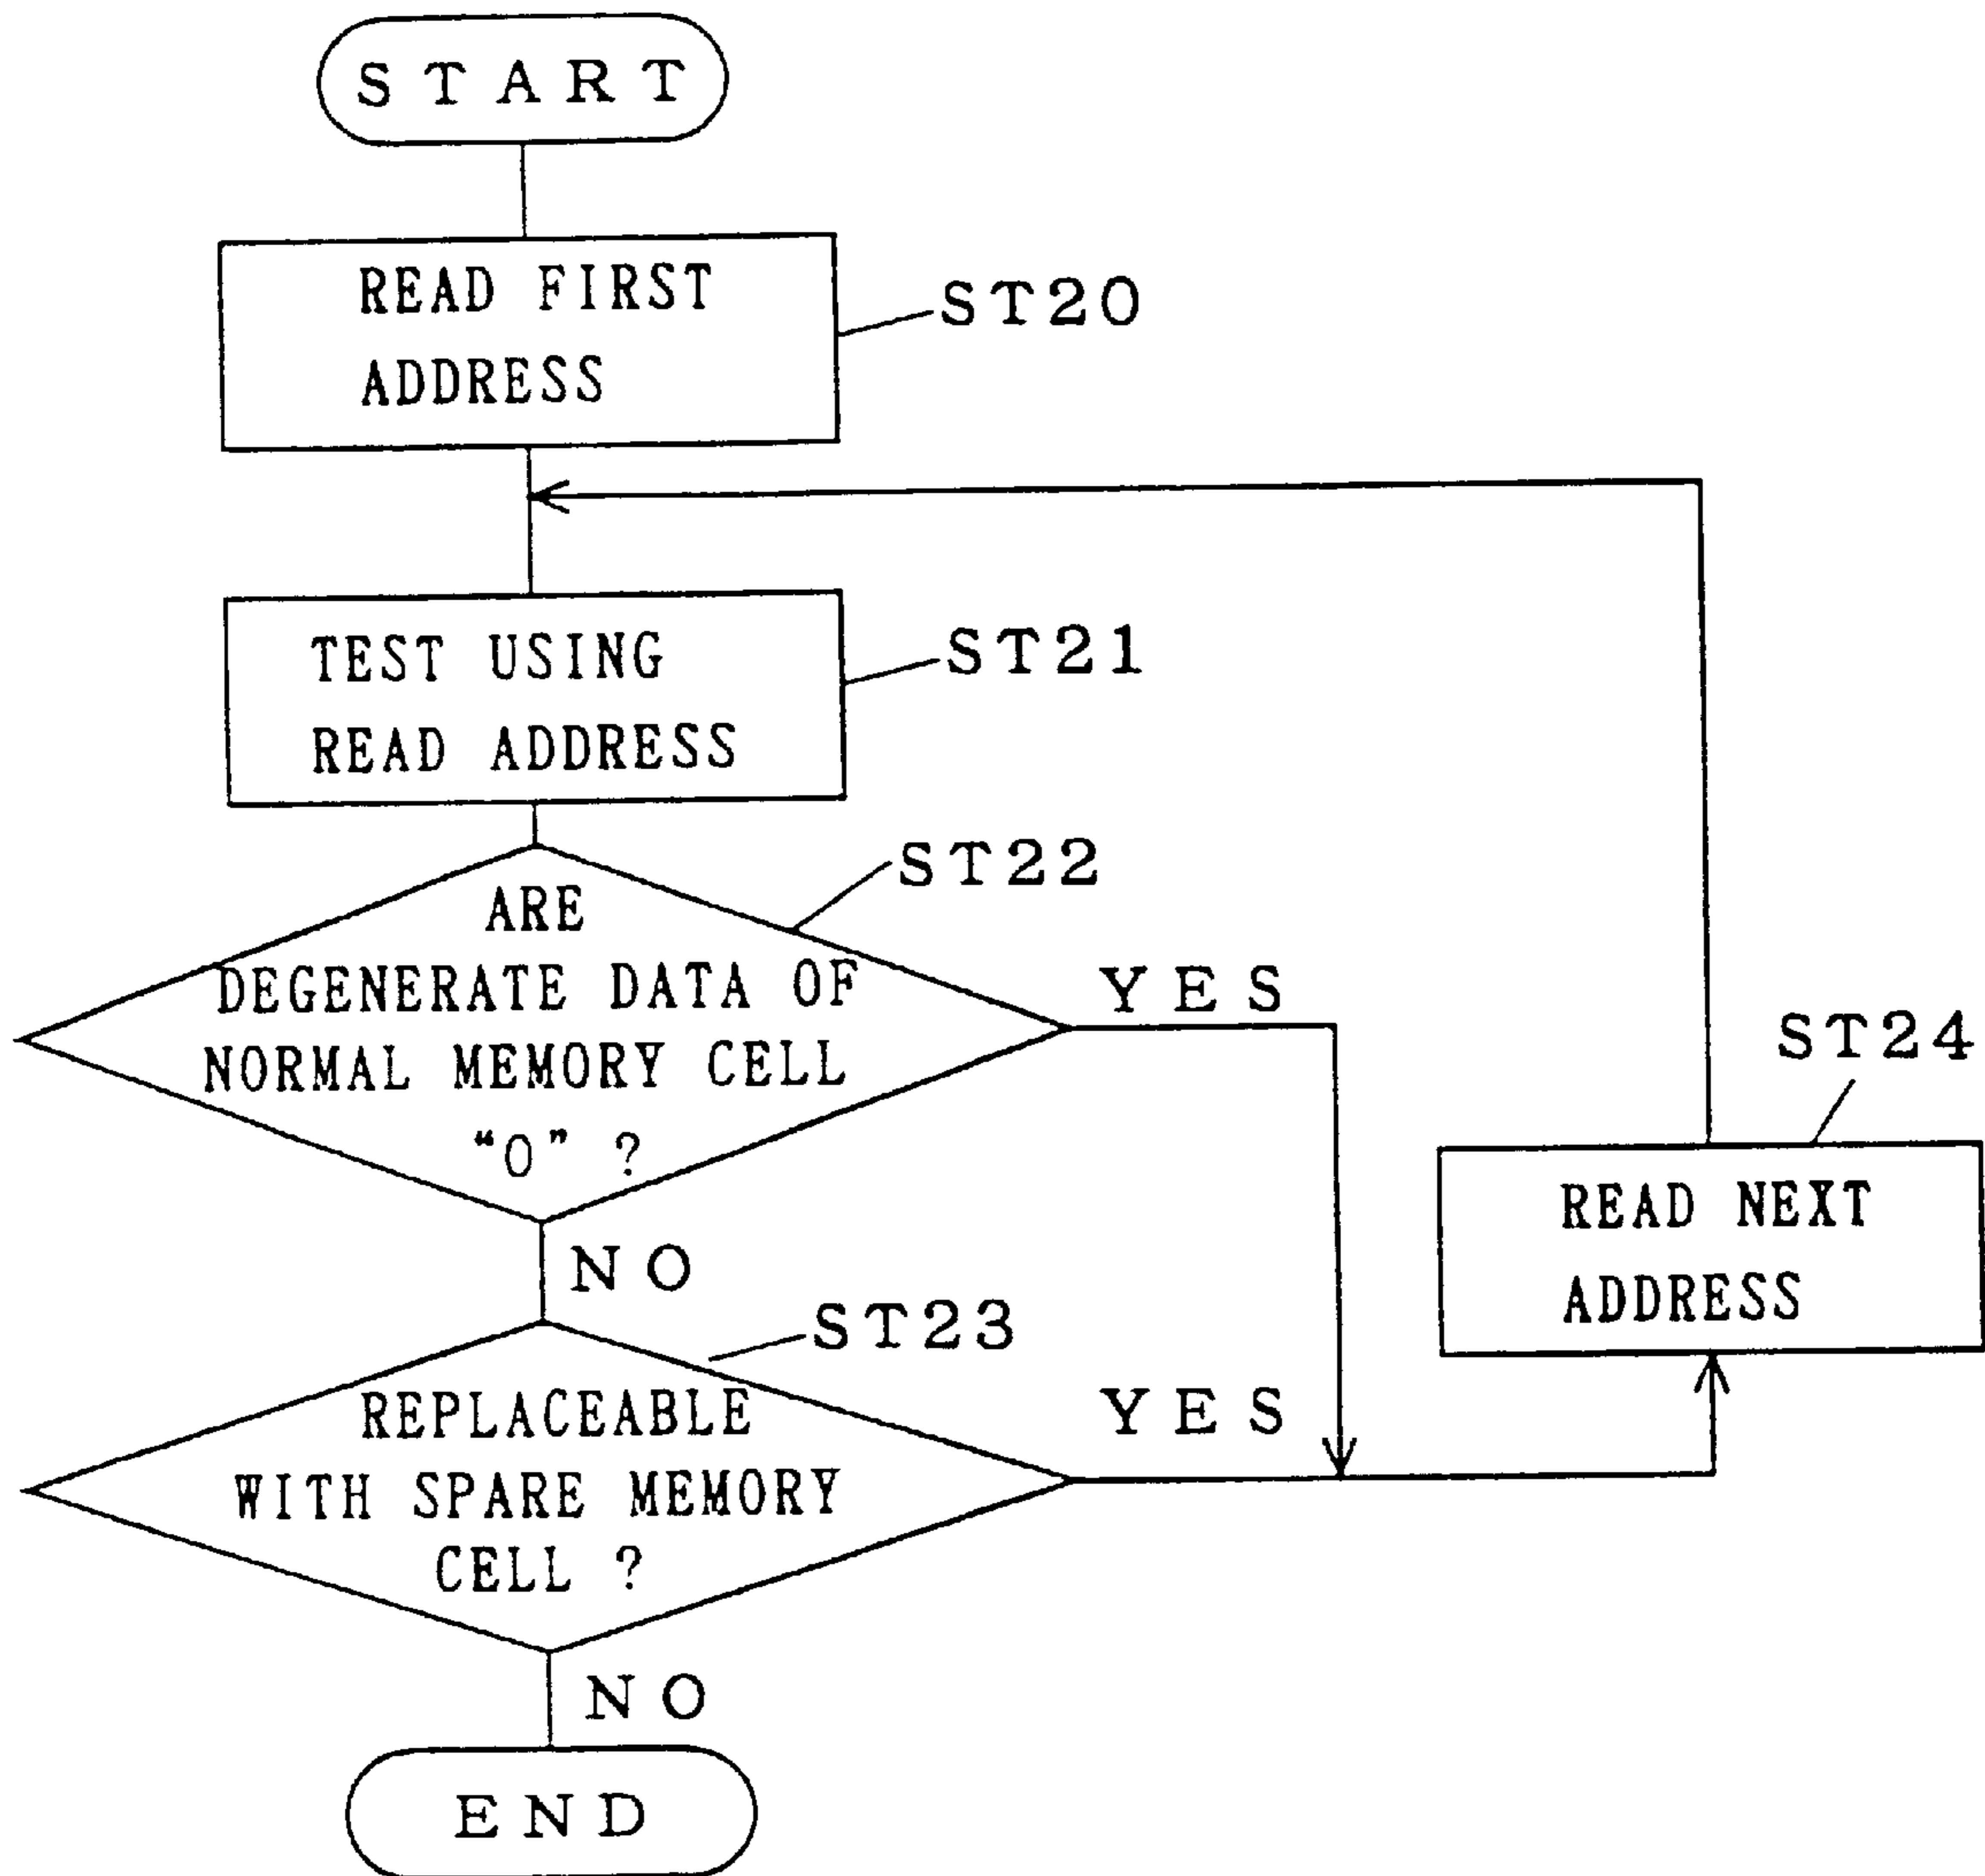 START
READ FIRST
ADDRESS
ST20
TEST USING
READ ADDRESS
ST21
ST22
ARE
DEGENERATE DATA OF
NORMAL MEMORY CELL
“0” ?
YES
NO
ST24
READ NEXT
ADDRESS
ST23
REPLACEABLE
WITH SPARE MEMORY
CELL ?
YES
NO
END